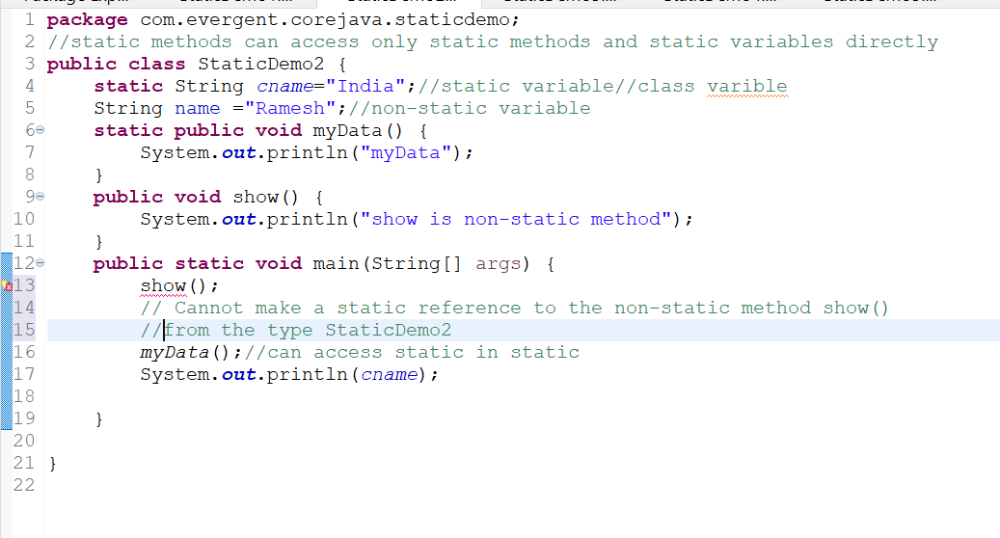 1 package com.evergent.corejava.staticdemo;
2 //static methods can access only static methods and static variables directly
3 public class StaticDemo2 {
4     static String cname="India";//static variable//class varible
5     String name ="Ramesh";//non-static variable
6     static public void myData() {
7         System.out.println("myData");
8     }
9     public void show() {
10         System.out.println("show is non-static method");
11     }
12     public static void main(String[] args) {
13         show();
14         // Cannot make a static reference to the non-static method show()
15         //from the type StaticDemo2
16         myData();//can access static in static
17         System.out.println(cname);
18
19     }
20
21 }
22